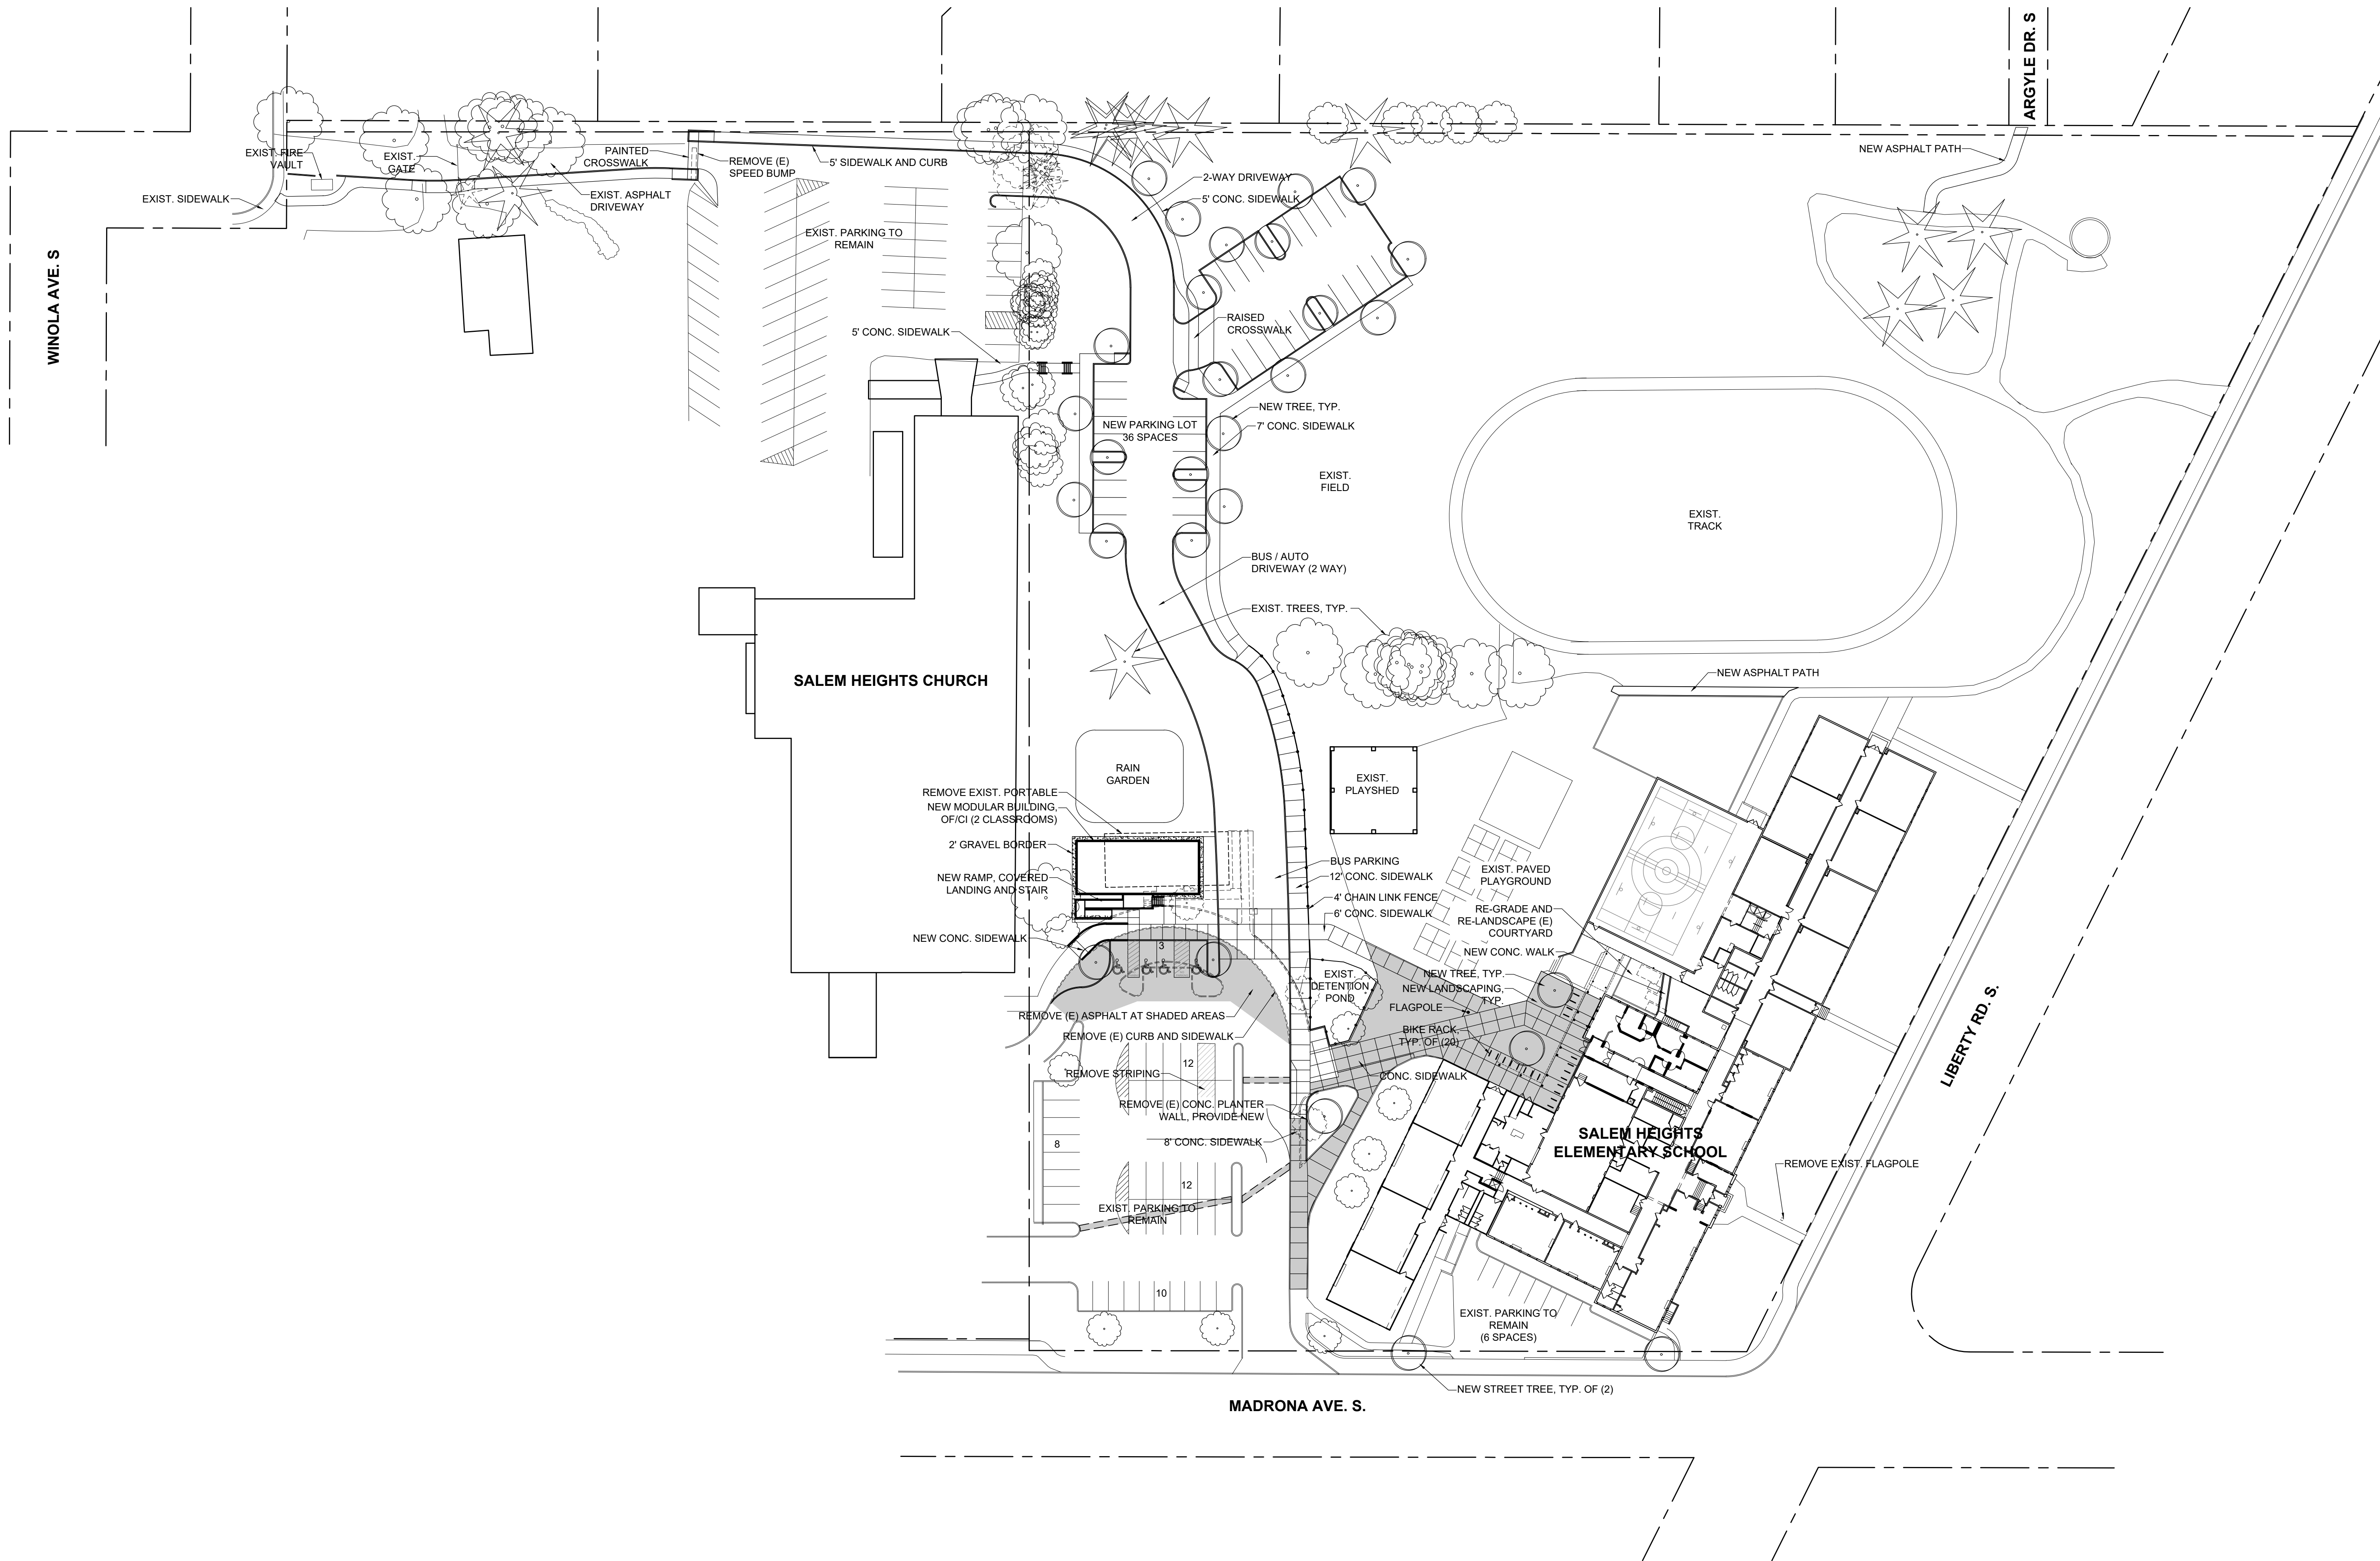 ARGYLE DR. S
WINOLA AVE. S
EXIST. FIRE
VAULT
EXIST.
GATE
EXIST. SIDEWALK
PAINTED
CROSSWALK
REMOVE (E)
SPEED BUMP
5' SIDEWALK AND CURB
EXIST. ASPHALT
DRIVEWAY
EXIST. PARKING TO
REMAIN
2-WAY DRIVEWAY
5' CONC. SIDEWALK
NEW ASPHALT PATH
RAISED
CROSSWALK
5' CONC. SIDEWALK
NEW PARKING LOT
36 SPACES
NEW TREE, TYP.
7' CONC. SIDEWALK
EXIST.
FIELD
EXIST.
TRACK
BUS / AUTO
DRIVEWAY (2 WAY)
EXIST. TREES, TYP.
SALEM HEIGHTS CHURCH
NEW ASPHALT PATH
RAIN
GARDEN
EXIST.
PLAYSHED
REMOVE EXIST. PORTABLE
NEW MODULAR BUILDING,
OF/CI (2 CLASSROOMS)
2' GRAVEL BORDER
NEW RAMP, COVERED
LANDING AND STAIR
NEW CONC. SIDEWALK
BUS PARKING
12' CONC. SIDEWALK
4' CHAIN LINK FENCE
6' CONC. SIDEWALK
EXIST. PAVED
PLAYGROUND
RE-GRADE AND
RE-LANDSCAPE (E)
COURTYARD
NEW CONC. WALK
3
EXIST.
DETENTION
POND
NEW TREE, TYP.
NEW LANDSCAPING,
TYP.
FLAGPOLE
BIKE RACK,
TYP. OF (20)
REMOVE (E) ASPHALT AT SHADED AREAS
REMOVE (E) CURB AND SIDEWALK
12
REMOVE STRIPING
CONC. SIDEWALK
REMOVE (E) CONC. PLANTER
WALL, PROVIDE NEW
8' CONC. SIDEWALK
8
12
EXIST. PARKING TO
REMAIN
10
SALEM HEIGHTS
ELEMENTARY SCHOOL
REMOVE EXIST. FLAGPOLE
LIBERTY RD. S.
EXIST. PARKING TO
REMAIN
(6 SPACES)
NEW STREET TREE, TYP. OF (2)
MADRONA AVE. S.